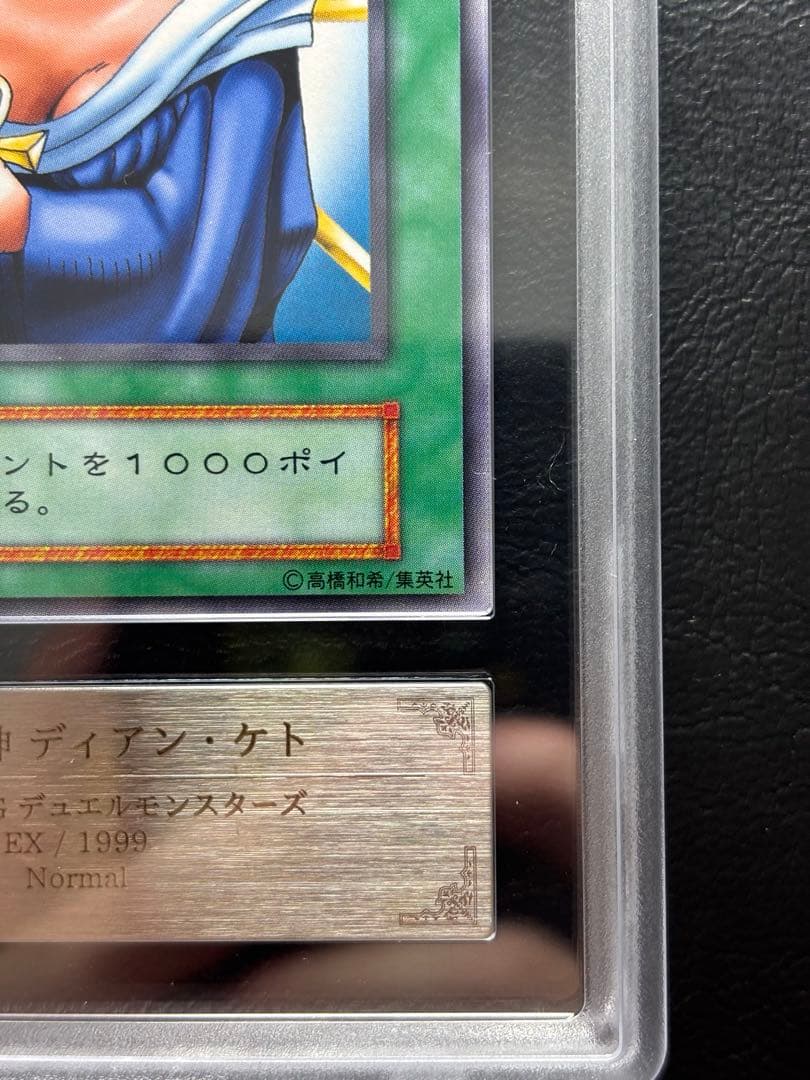 ントを1000ポイ
る。
©高橋和希/集英社
神 ディアン・ケト
G デュエルモンスターズ
EX / 1999
Normal